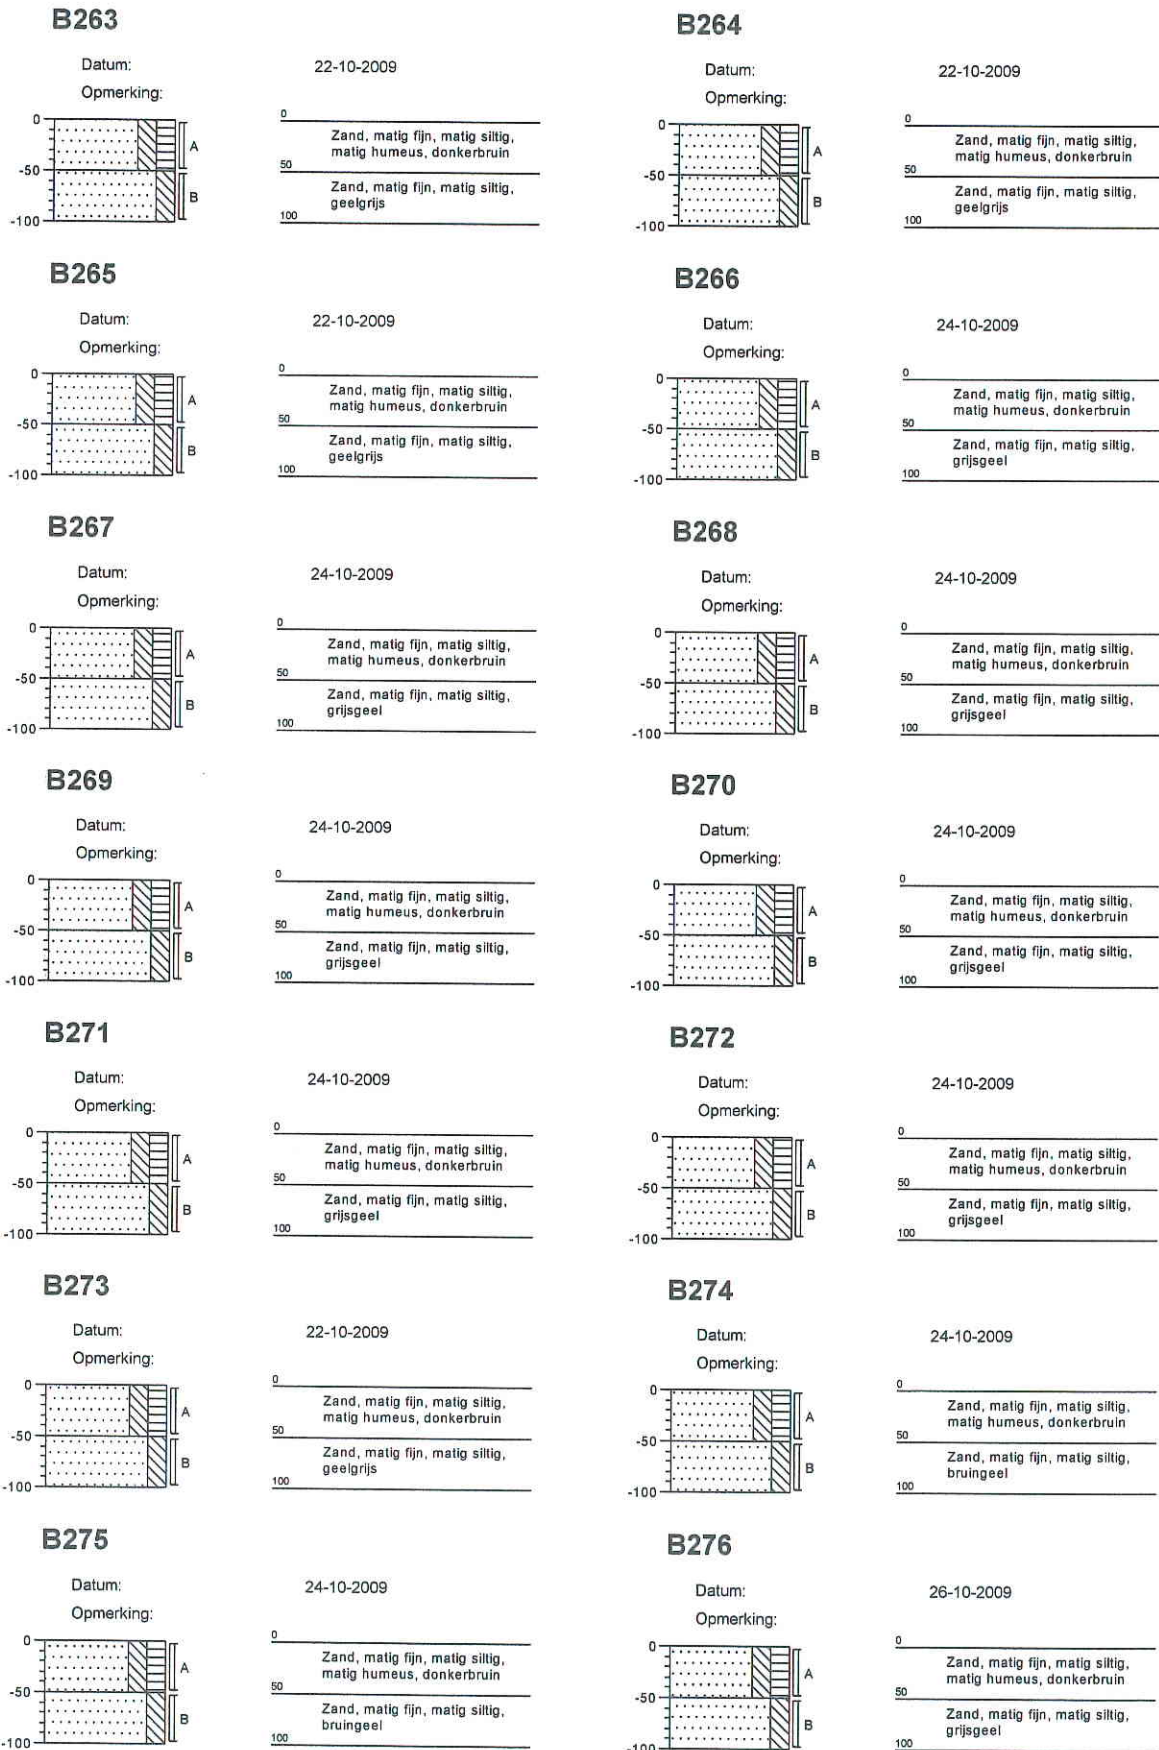 B263
Datum: 22-10-2009
Opmerking:
0
0
Zand, matig fijn, matig siltig,
matig humeus, donkerbruin
A
-50
50
Zand, matig fijn, matig siltig,
geelgrijs
B
-100
100
B264
Datum: 22-10-2009
Opmerking:
0
0
Zand, matig fijn, matig siltig,
matig humeus, donkerbruin
A
-50
50
Zand, matig fijn, matig siltig,
geelgrijs
B
-100
100
B265
Datum: 22-10-2009
Opmerking:
0
0
Zand, matig fijn, matig siltig,
matig humeus, donkerbruin
A
-50
50
Zand, matig fijn, matig siltig,
geelgrijs
B
-100
100
B266
Datum: 24-10-2009
Opmerking:
0
0
Zand, matig fijn, matig siltig,
matig humeus, donkerbruin
A
-50
50
Zand, matig fijn, matig siltig,
grijsgeel
B
-100
100
B267
Datum: 24-10-2009
Opmerking:
0
0
Zand, matig fijn, matig siltig,
matig humeus, donkerbruin
A
-50
50
Zand, matig fijn, matig siltig,
grijsgeel
B
-100
100
B268
Datum: 24-10-2009
Opmerking:
0
0
Zand, matig fijn, matig siltig,
matig humeus, donkerbruin
A
-50
50
Zand, matig fijn, matig siltig,
grijsgeel
B
-100
100
B269
Datum: 24-10-2009
Opmerking:
0
0
Zand, matig fijn, matig siltig,
matig humeus, donkerbruin
A
-50
50
Zand, matig fijn, matig siltig,
grijsgeel
B
-100
100
B270
Datum: 24-10-2009
Opmerking:
0
0
Zand, matig fijn, matig siltig,
matig humeus, donkerbruin
A
-50
50
Zand, matig fijn, matig siltig,
grijsgeel
B
-100
100
B271
Datum: 24-10-2009
Opmerking:
0
0
Zand, matig fijn, matig siltig,
matig humeus, donkerbruin
A
-50
50
Zand, matig fijn, matig siltig,
grijsgeel
B
-100
100
B272
Datum: 24-10-2009
Opmerking:
0
0
Zand, matig fijn, matig siltig,
matig humeus, donkerbruin
A
-50
50
Zand, matig fijn, matig siltig,
grijsgeel
B
-100
100
B273
Datum: 22-10-2009
Opmerking:
0
0
Zand, matig fijn, matig siltig,
matig humeus, donkerbruin
A
-50
50
Zand, matig fijn, matig siltig,
geelgrijs
B
-100
100
B274
Datum: 24-10-2009
Opmerking:
0
0
Zand, matig fijn, matig siltig,
matig humeus, donkerbruin
A
-50
50
Zand, matig fijn, matig siltig,
bruingeel
B
-100
100
B275
Datum: 24-10-2009
Opmerking:
0
0
Zand, matig fijn, matig siltig,
matig humeus, donkerbruin
A
-50
50
Zand, matig fijn, matig siltig,
bruingeel
B
-100
100
B276
Datum: 26-10-2009
Opmerking:
0
0
Zand, matig fijn, matig siltig,
matig humeus, donkerbruin
A
-50
50
Zand, matig fijn, matig siltig,
grijsgeel
B
-100
100